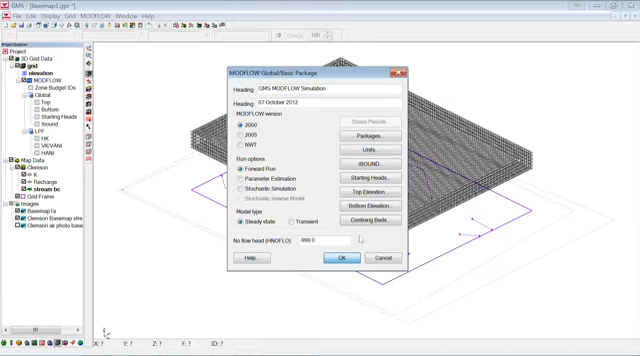 GMS - [Basemap1.gpr *]
File Edit Display Grid MODFLOW Window Help
100
Project Explorer
Project
3D Grid Data
grid
elevation
MODFLOW
Zone Budget IDs
Global
Top
Bottom
Starting Heads
Ibound
LPF
HK
VK/VANI
HANI
Map Data
Clemson
K
Recharge
stream bc
Grid Frame
Images
Basemap1a
Clemson Basemap stre
Clemson air photo base
MODFLOW Global/Basic Package
Heading: GMS MODFLOW Simulation
Heading: 07 October 2012
MODFLOW version
2000
2005
NWT
Run options
Forward Run
Parameter Estimation
Stochastic Simulation
Stochastic Inverse Model
Model type
Steady state Transient
No flow head (HNOFLO): -999.0
Stress Periods...
Packages...
Units...
IBOUND...
Starting Heads...
Top Elevation...
Bottom Elevation...
Confining Beds...
Help... OK Cancel
X: ? Y: ? Z: ? F: ? ID: ?